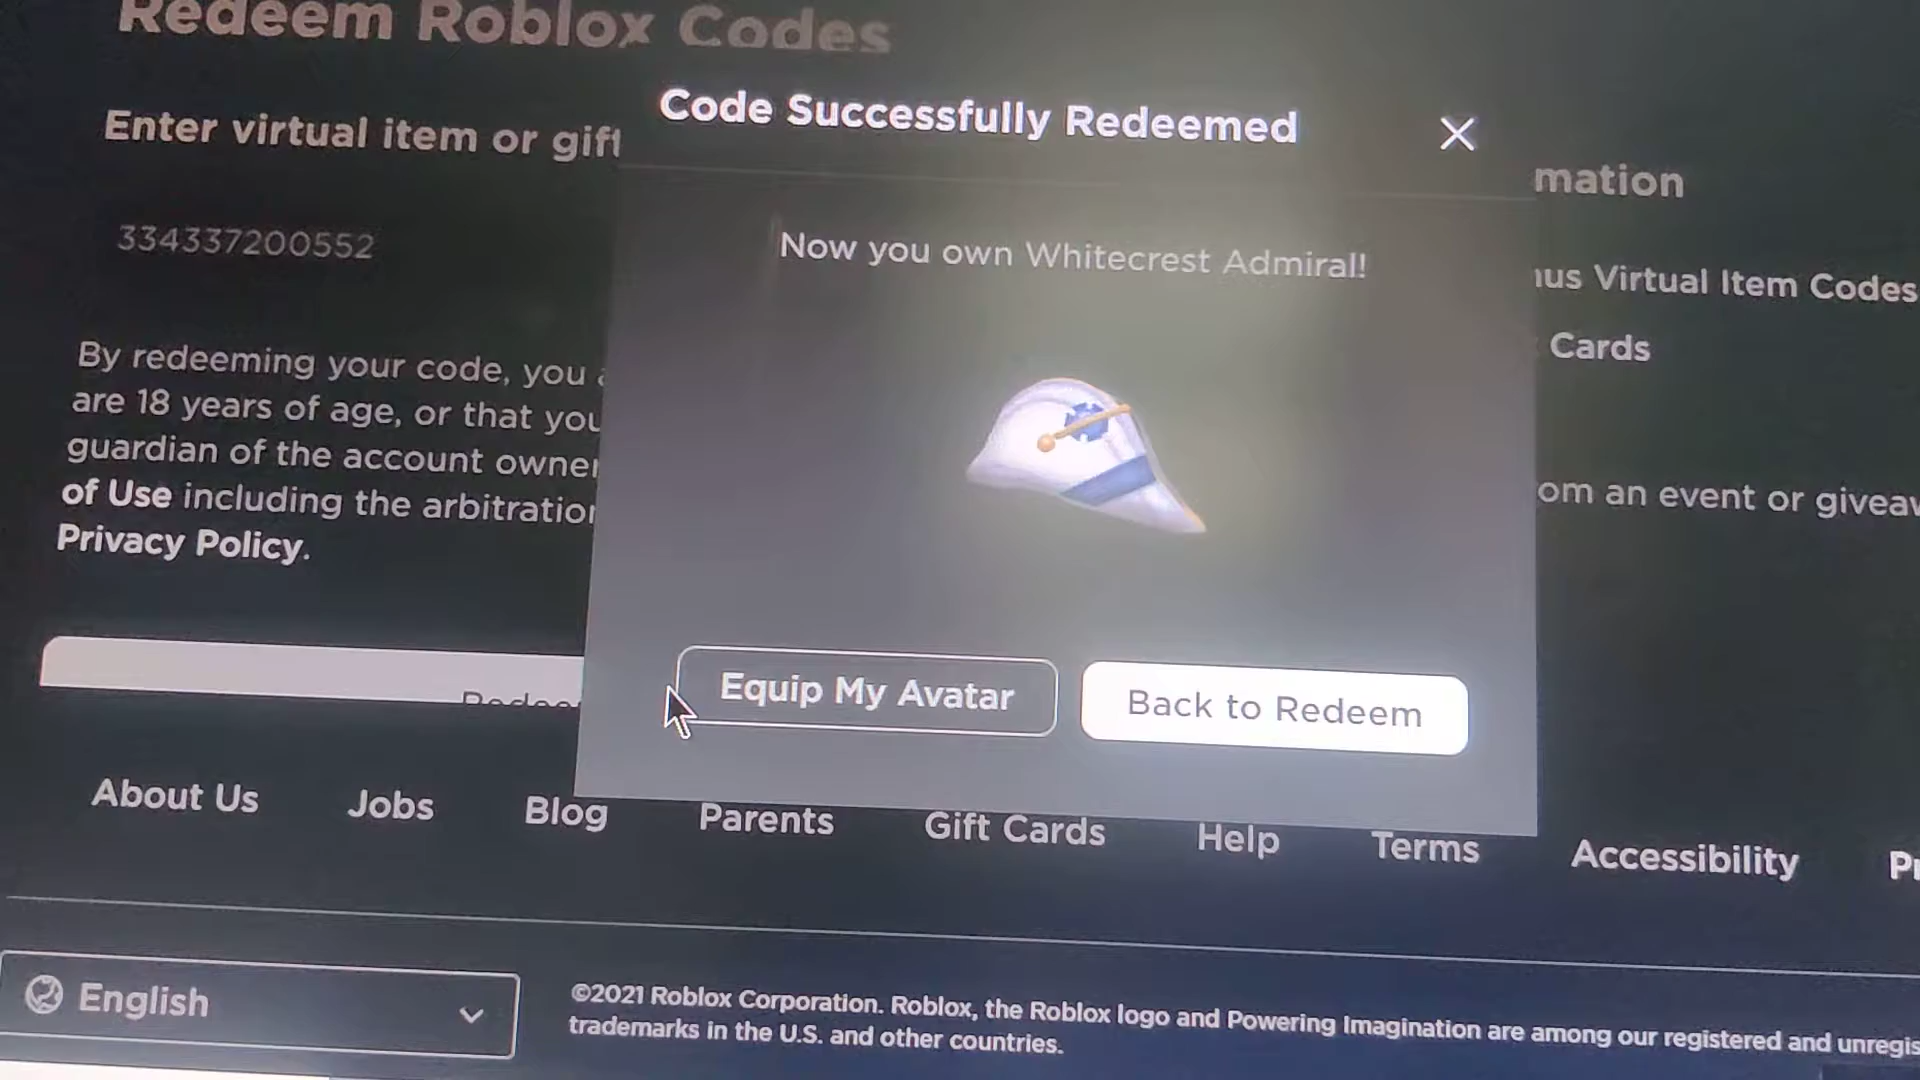 Redeem Roblox Codes
Enter virtual item or gift
334337200552
By redeeming your code, you
are 18 years of age, or that you
guardian of the account owner
of Use including the arbitration
Privacy Policy.
Code Successfully Redeemed
Now you own Whitecrest Admiral!
Equip My Avatar
Back to Redeem
mation
nus Virtual Item Codes
Cards
om an event or giveaw
About Us Jobs Blog Parents Gift Cards Help Terms Accessibility
English
©2021 Roblox Corporation. Roblox, the Roblox logo and Powering Imagination are among our registered and unregis
trademarks in the U.S. and other countries.